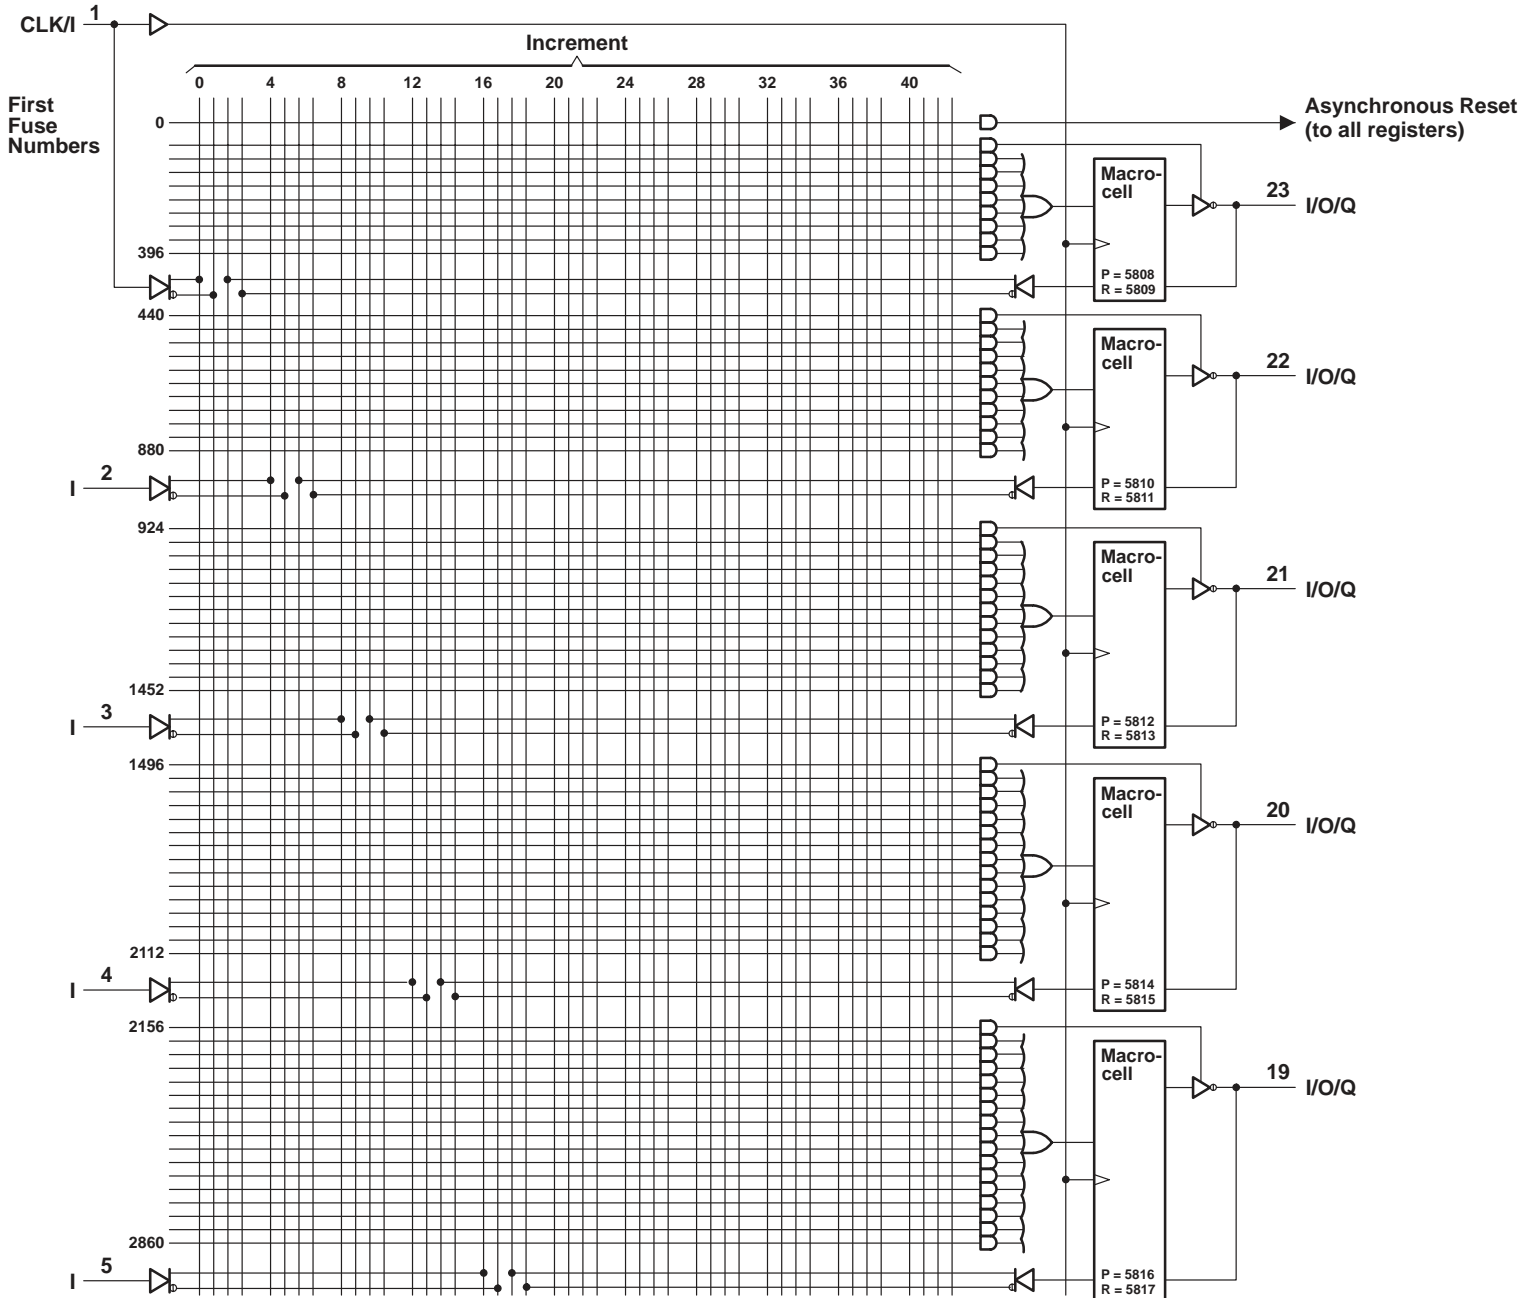 CLK/I 1
Increment
0 4 8 12 16 20 24 28 32 36 40
First
Fuse
Numbers
0
Asynchronous Reset
(to all registers)
Macro-
cell
23 I/O/Q
396
P = 5808
R = 5809
440
Macro-
cell
22 I/O/Q
880
I 2
P = 5810
R = 5811
924
Macro-
cell
21 I/O/Q
1452
I 3
P = 5812
R = 5813
1496
Macro-
cell
20 I/O/Q
2112
I 4
P = 5814
R = 5815
2156
Macro-
cell
19 I/O/Q
2860
I 5
P = 5816
R = 5817